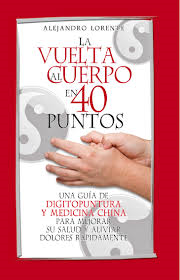 ALEJANDRO LORENTE
LA
VUELTA
AL CUERPO
EN 40
PUNTOS
UNA GUÍA DE
DIGITOPUNTURA
Y MEDICINA CHINA
PARA MEJORAR
SU SALUD Y ALIVIAR
DOLORES RÁPIDAMENTE